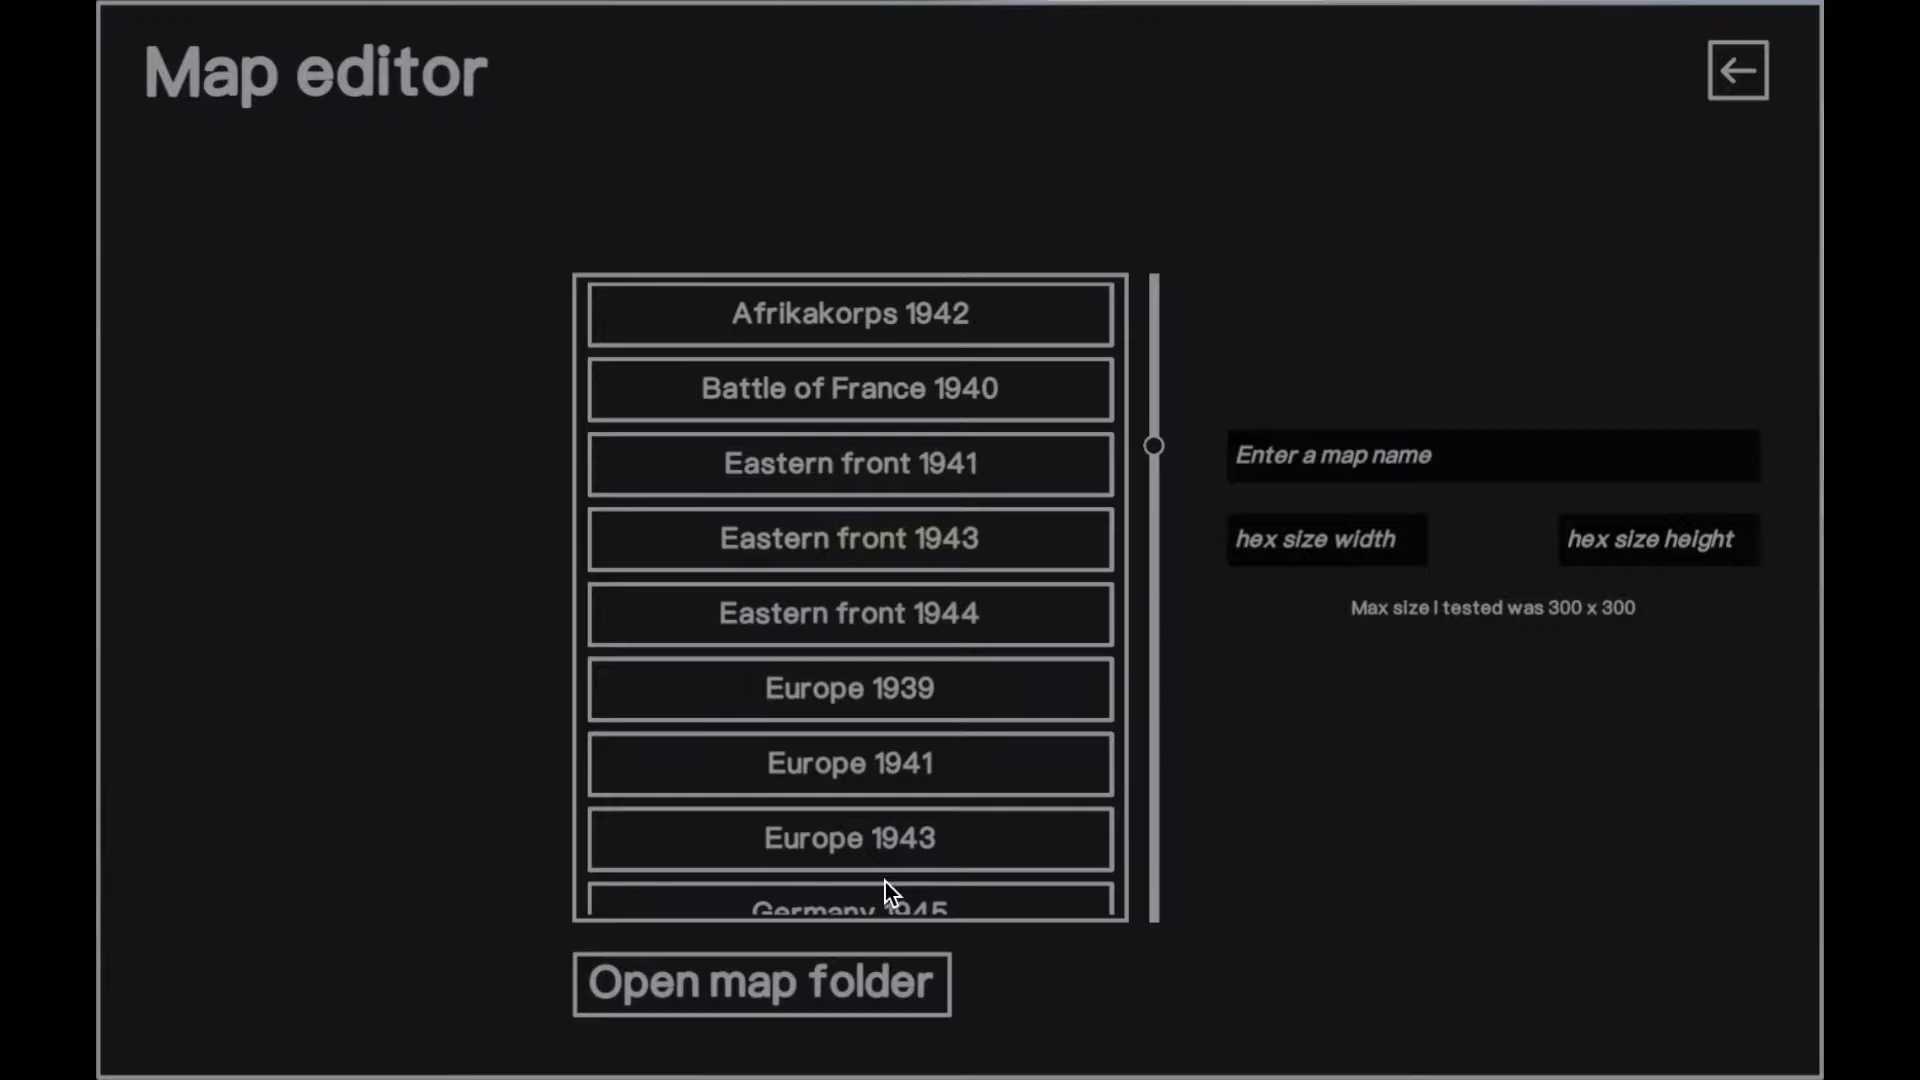 Map editor
Afrikakorps 1942
Battle of France 1940
Eastern front 1941
Eastern front 1943
Eastern front 1944
Europe 1939
Europe 1941
Europe 1943
Germany 1945
Open map folder
Enter a map name
hex size width
hex size height
Max size I tested was 300 x 300